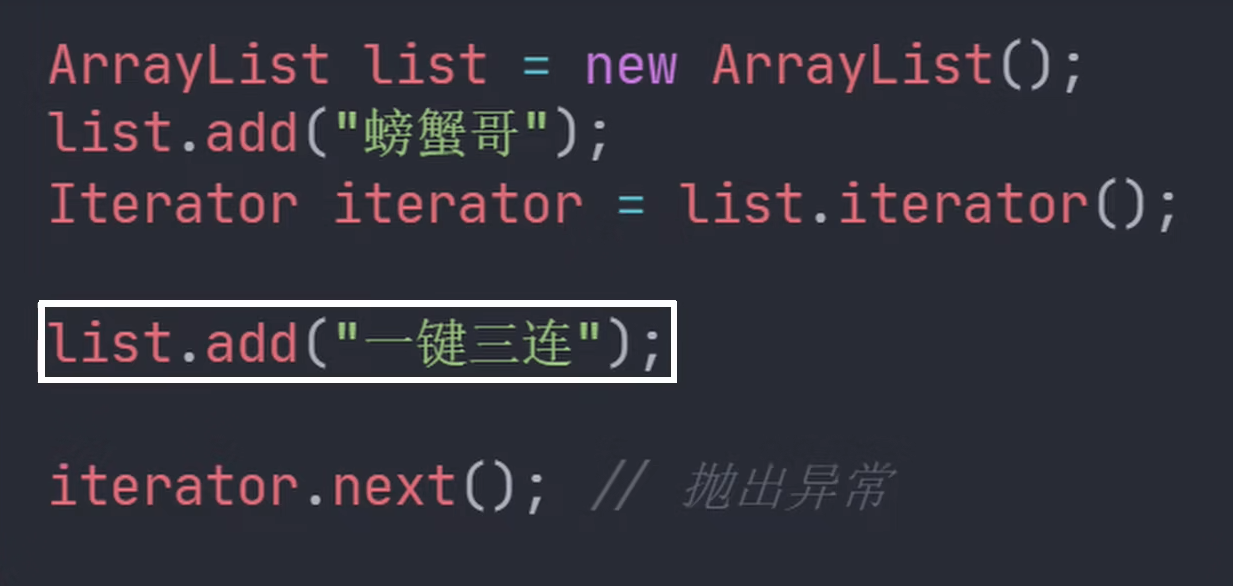 ArrayList list = new ArrayList();
list.add("螃蟹哥");
Iterator iterator = list.iterator();
list.add("一键三连");
iterator.next(); // 抛出异常